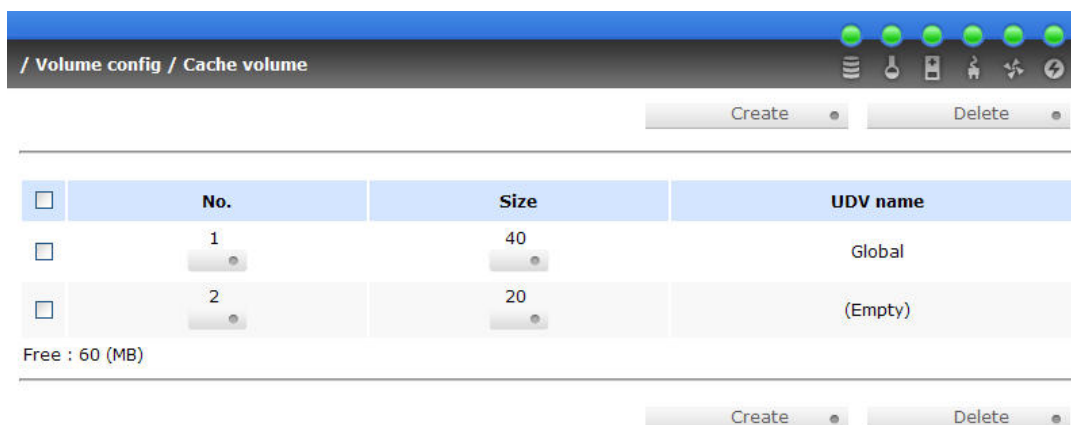 / Volume config / Cache volume
Create Delete
No. Size UDV name
1 40 Global
2 20 (Empty)
Free : 60 (MB)
Create Delete